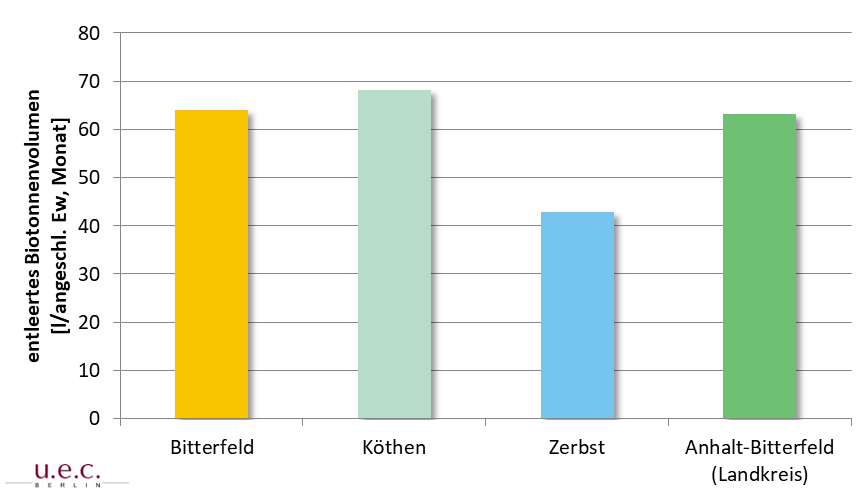 80
70
60
50
40
30
20
10
0
entleertes Biotonnenvolumen
[l/angeschl. Ew, Monat]
Bitterfeld
Köthen
Zerbst
Anhalt-Bitterfeld
(Landkreis)
u.e.c.
BERLIN